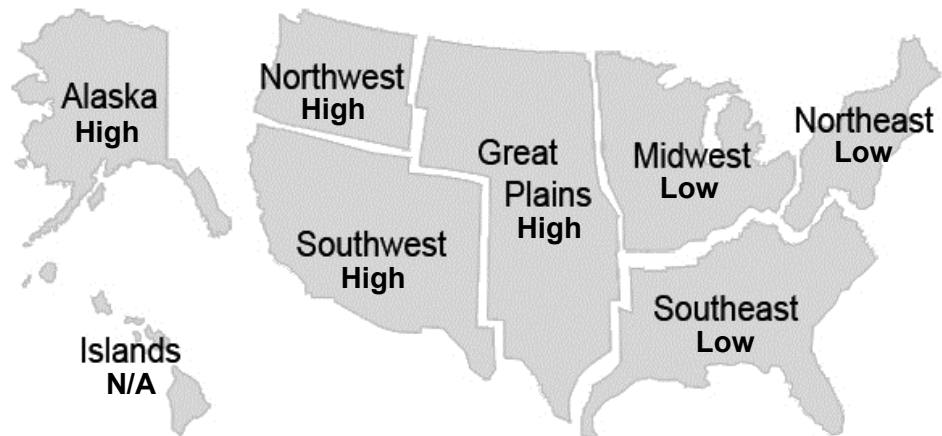 Alaska
High
Northwest
High
Great
Plains
High
Midwest
Low
Northeast
Low
Southwest
High
Southeast
Low
Islands
N/A